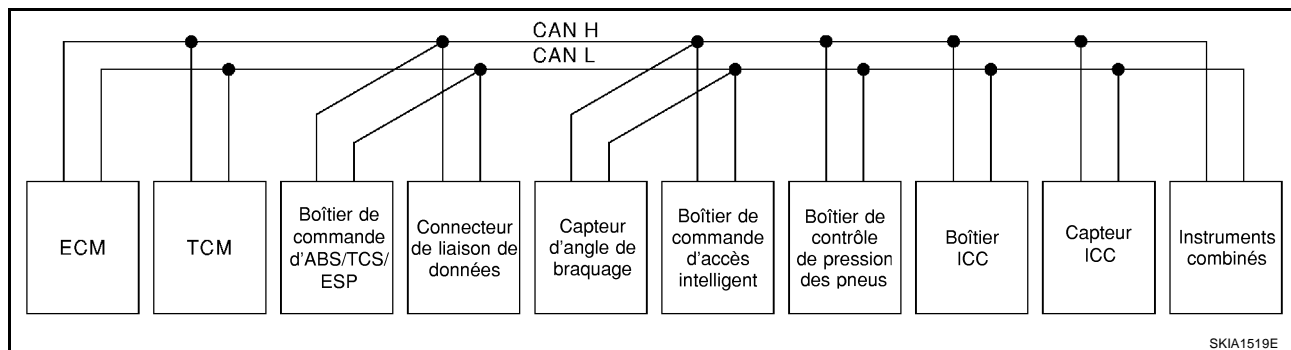 CAN H
CAN L
ECM
TCM
Boîtier de
commande
d'ABS/TCS/
ESP
Connecteur
de liaison de
données
Capteur
d'angle de
braquage
Boîtier de
commande
d'accès
intelligent
Boîtier de
contrôle
de pression
des pneus
Boîtier
ICC
Capteur
ICC
Instruments
combinés
SKIA1519E